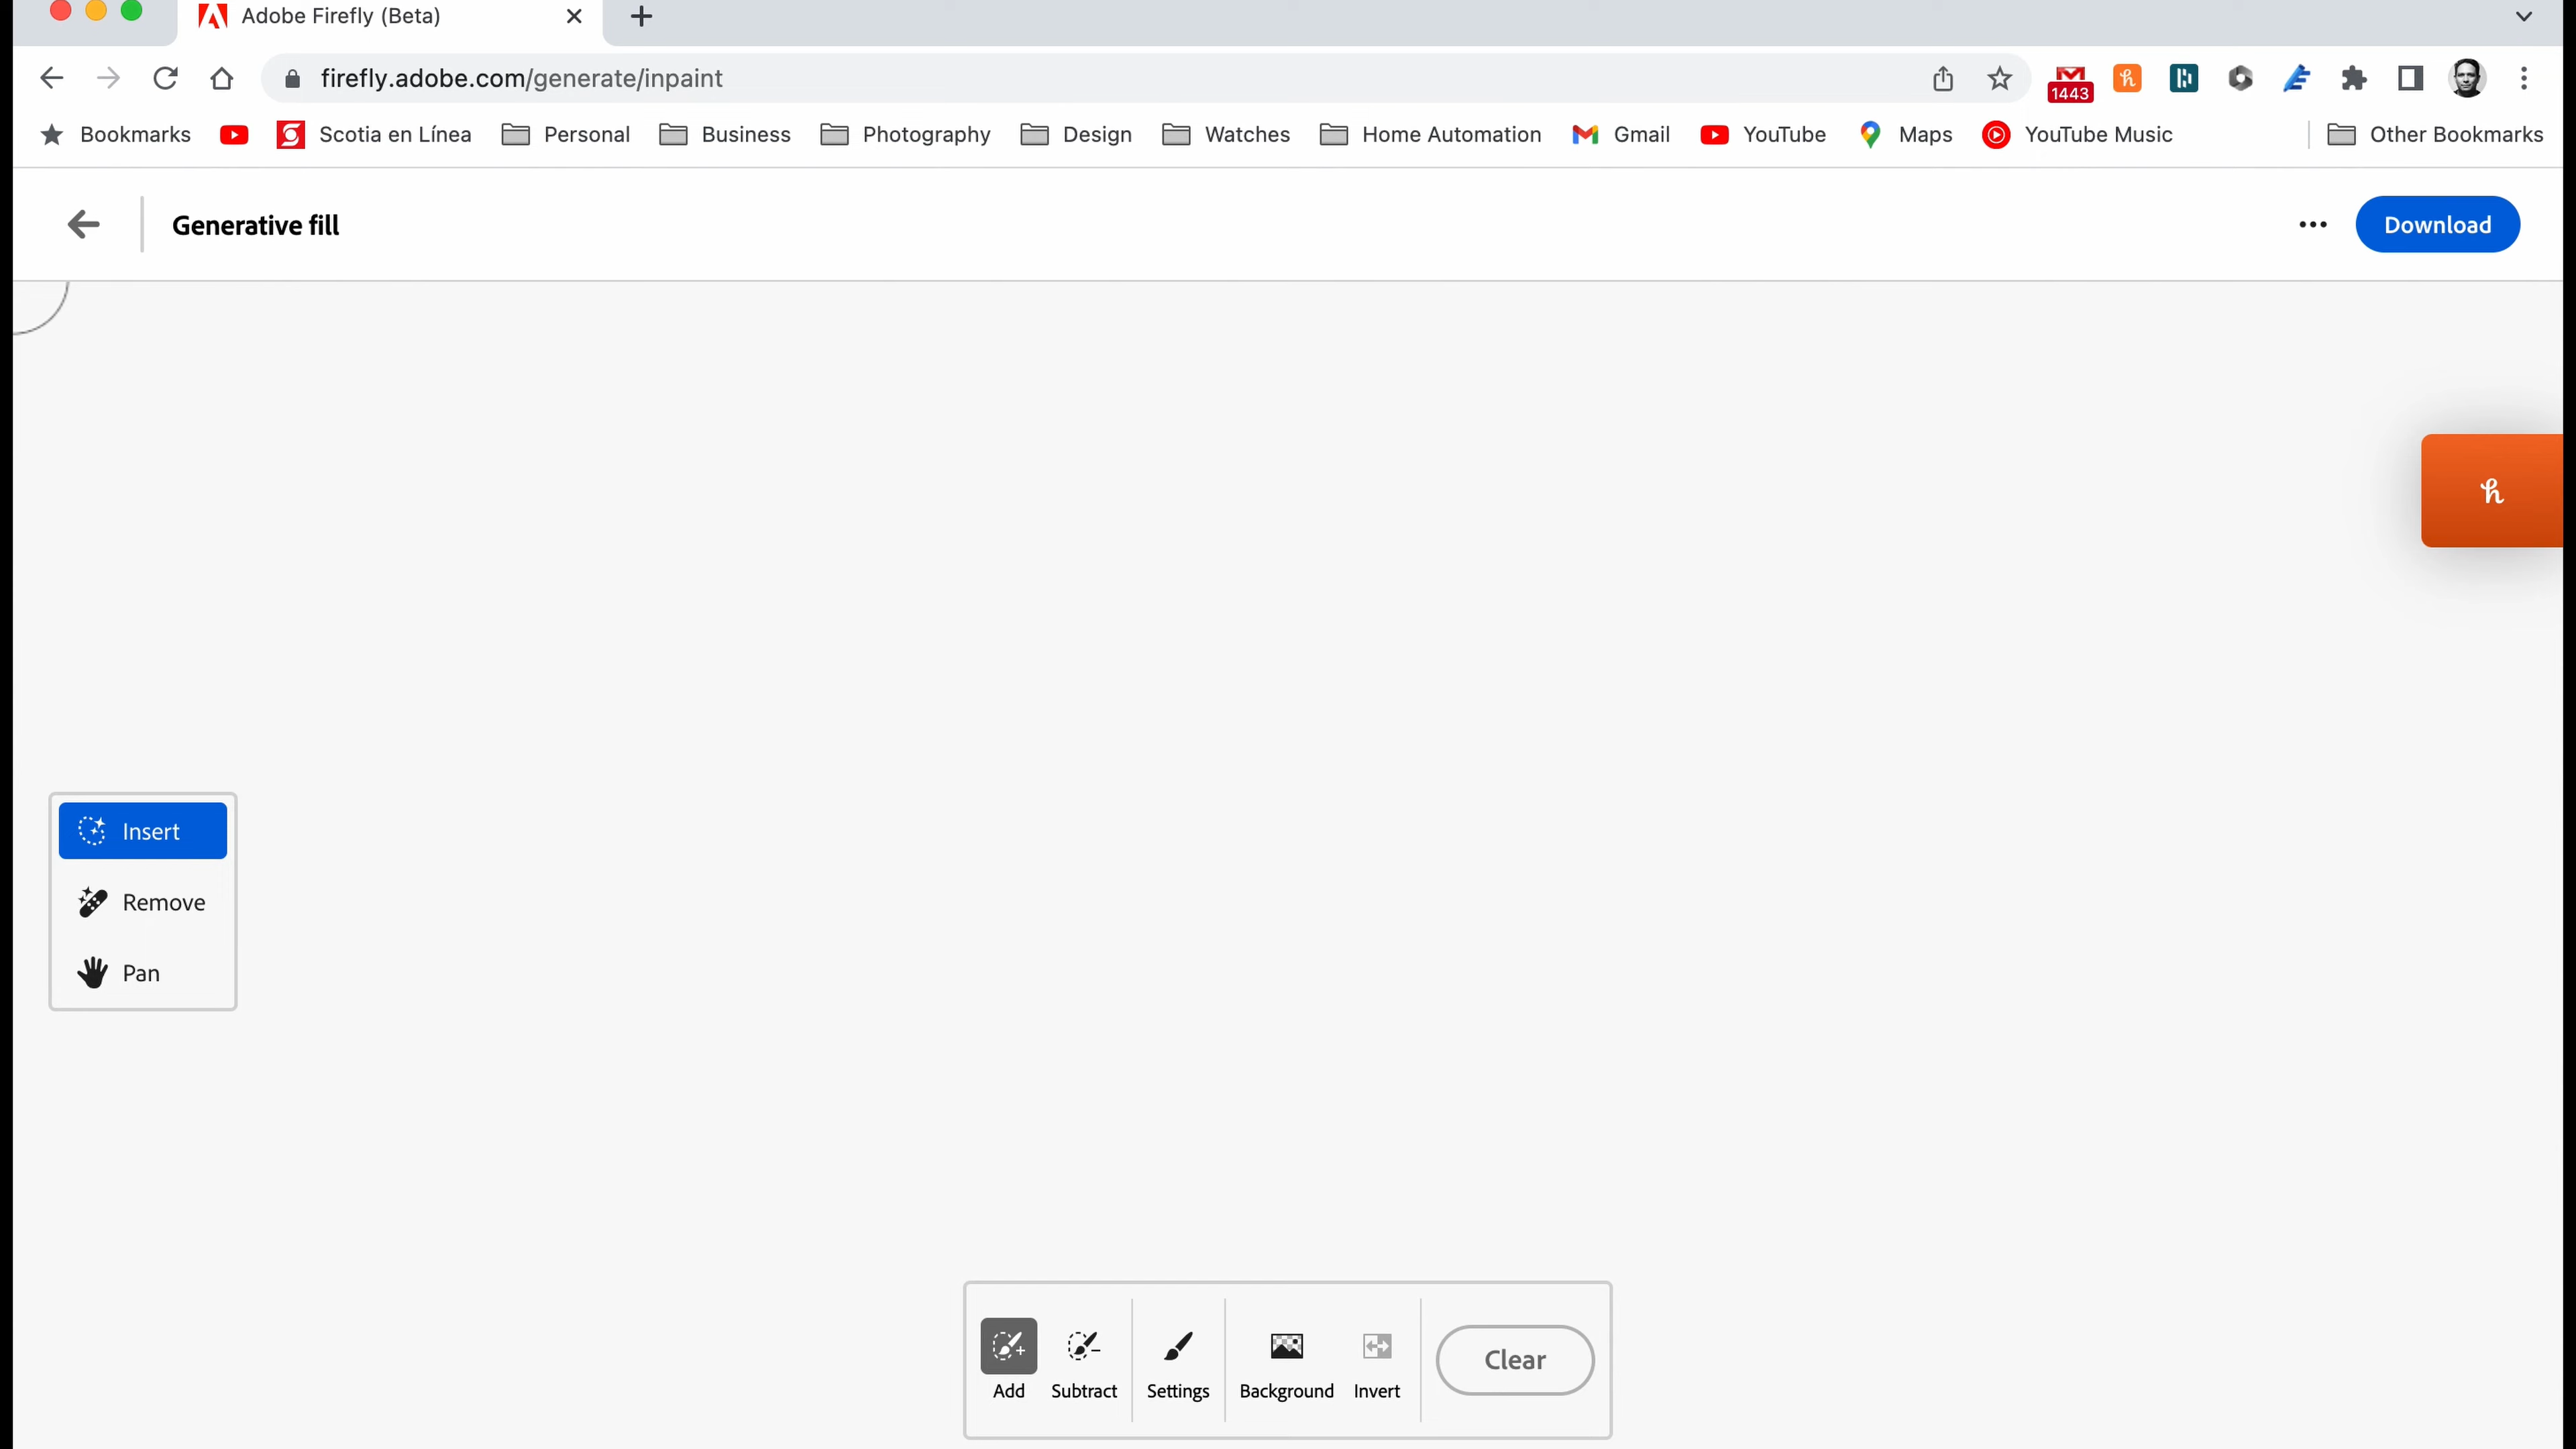 Adobe Firefly (Beta)
firefly.adobe.com/generate/inpaint
1443
Bookmarks Scotia en Línea Personal Business Photography Design Watches Home Automation Gmail YouTube Maps YouTube Music Other Bookmarks
Generative fill
Download
Insert
Remove
Pan
Add Subtract Settings Background Invert Clear